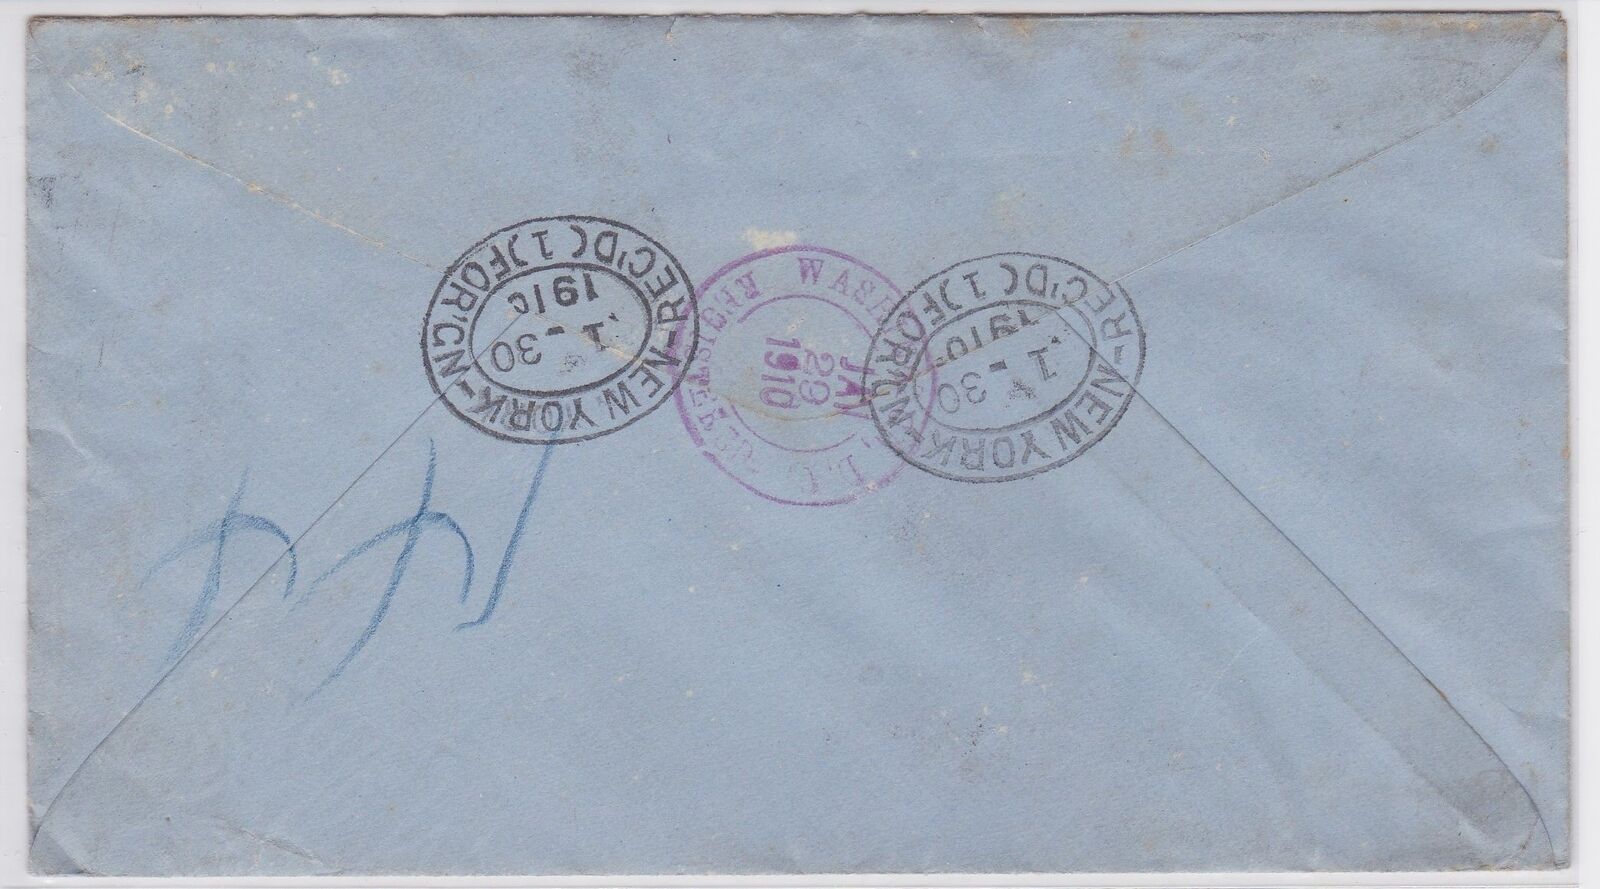 NEW YORK-REC'D(1)FOR'GN-
1-30
1910
REGISTERED
WASH
D.C.
JAN
29
1910
NEW YORK-REC'D(1)FOR'GN-
1-30
1910